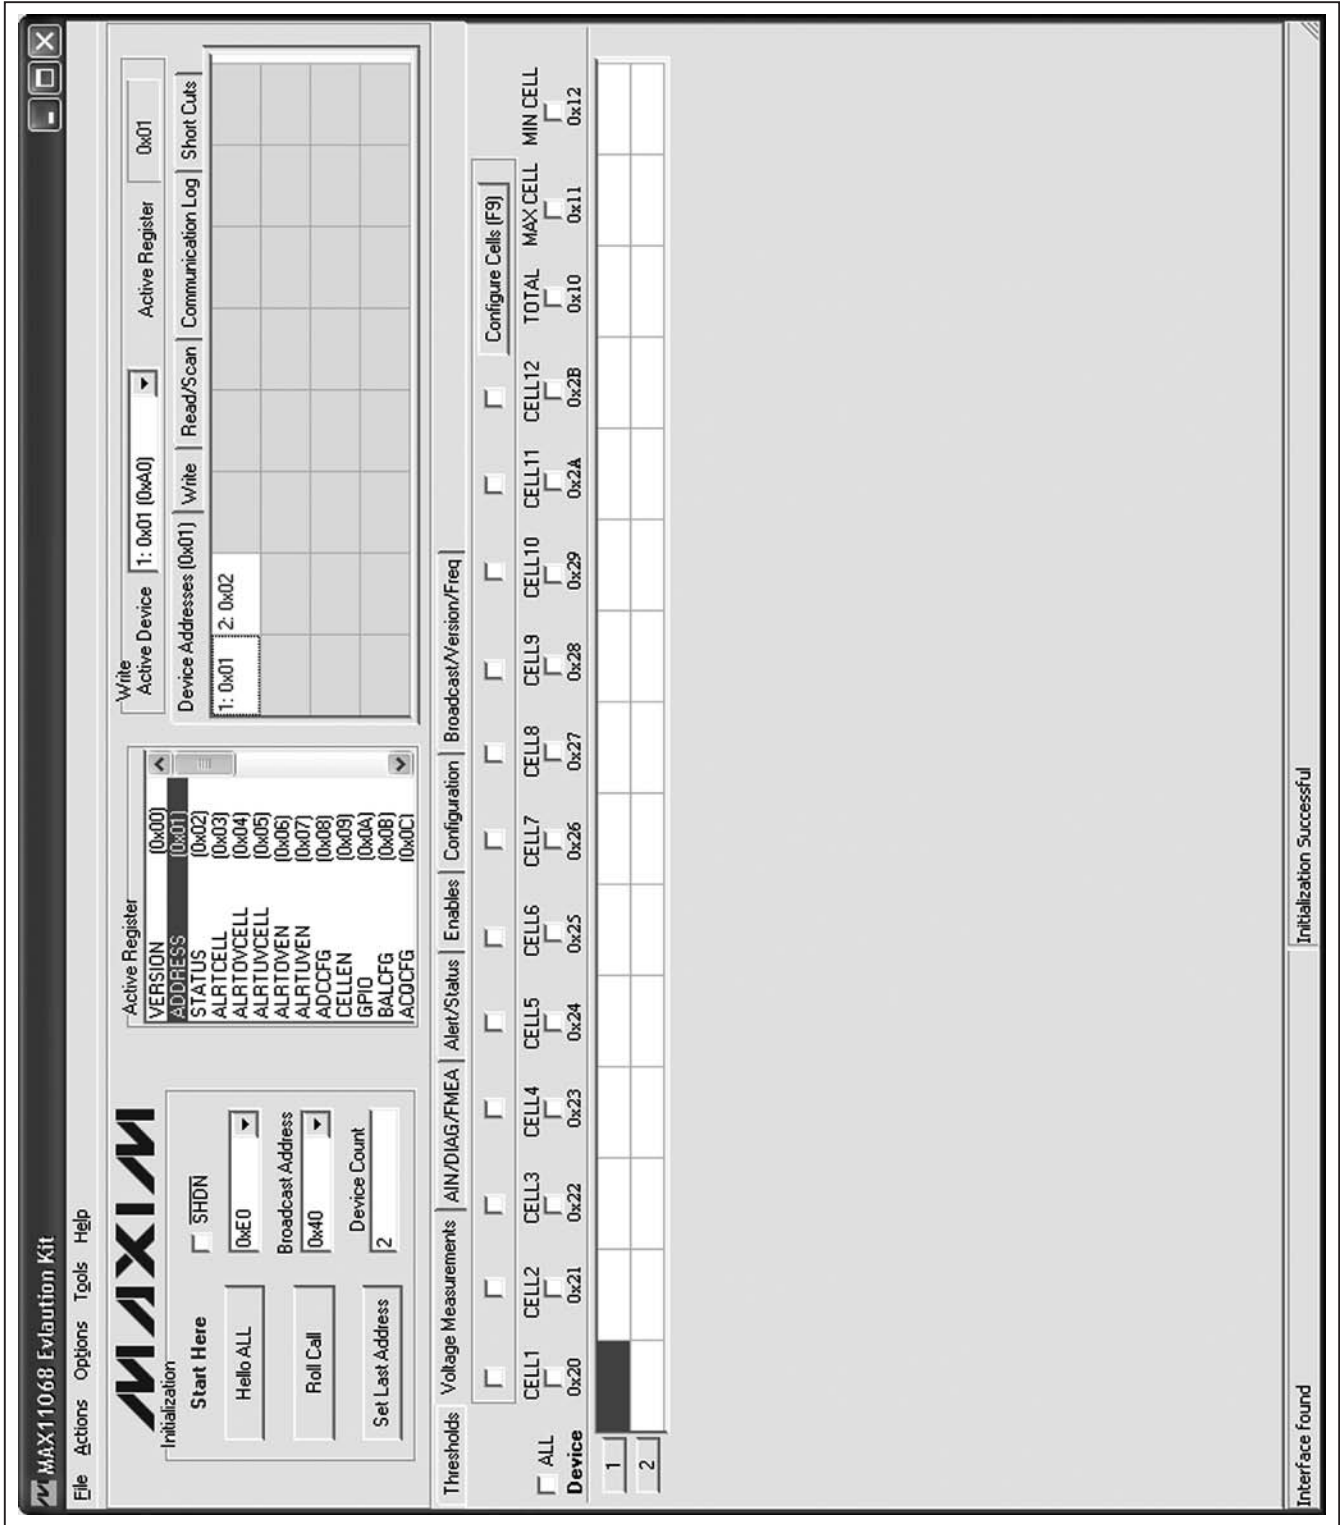 MAX11068 Evlaution Kit
File Actions Options Tools Help
MAXIM
Initialization
Start Here
SHDN
Hello ALL
0xE0
Broadcast Address
Roll Call
0x40
Device Count
Set Last Address
2
Active Register
VERSION (0x00)
ADDRESS (0x01)
STATUS (0x02)
ALRTCELL (0x03)
ALRTOVCELL (0x04)
ALRTUVCELL (0x05)
ALRTOVEN (0x06)
ALRTUVEN (0x07)
ADCCFG (0x08)
CELLEN (0x09)
GPIO (0x0A)
BALCFG (0x0B)
ACQCFG (0x0C)
Write
Active Device 1: 0x01 (0xA0) Active Register 0x01
Device Addresses (0x01) Write Read/Scan Communication Log Short Cuts
1: 0x01 2: 0x02
Thresholds Voltage Measurements AIN/DIAG/FMEA Alert/Status Enables Configuration Broadcast/Version/Freq
Configure Cells (F9)
ALL CELL1 CELL2 CELL3 CELL4 CELL5 CELL6 CELL7 CELL8 CELL9 CELL10 CELL11 CELL12 TOTAL MAX CELL MIN CELL
Device 0x20 0x21 0x22 0x23 0x24 0x25 0x26 0x27 0x28 0x29 0x2A 0x2B 0x10 0x11 0x12
1
2
Interface found Initialization Successful